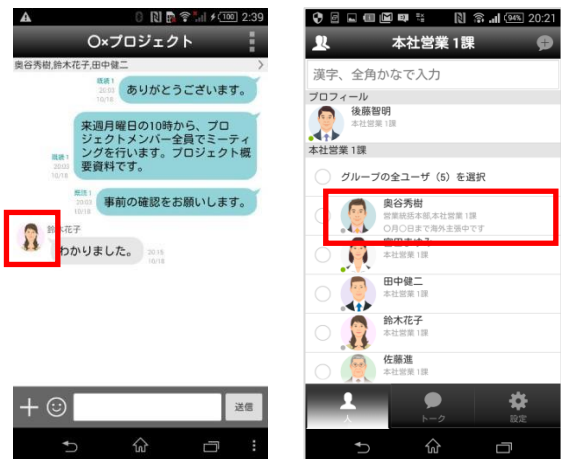 100 2:39
○×プロジェクト
奥谷秀樹,鈴木花子,田中健二
既読1
20:03
10/18
ありがとうございます。
来週月曜日の10時から、プロ
ジェクトメンバー全員でミーティ
ングを行います。プロジェクト概
要資料です。
既読1
20:03
10/18
既読1
20:03
10/18
事前の確認をお願いします。
鈴木花子
わかりました。
20:15
10/18
送信
94% 20:21
本社営業1課
漢字、全角かなで入力
プロフィール
後藤智明
本社営業1課
本社営業1課
グループの全ユーザ(5)を選択
奥谷秀樹
営業統括本部,本社営業1課
○月○日まで海外主張中です
本社営業1課
田中健二
本社営業1課
鈴木花子
本社営業1課
佐藤進
本社営業1課
人
トーク
設定